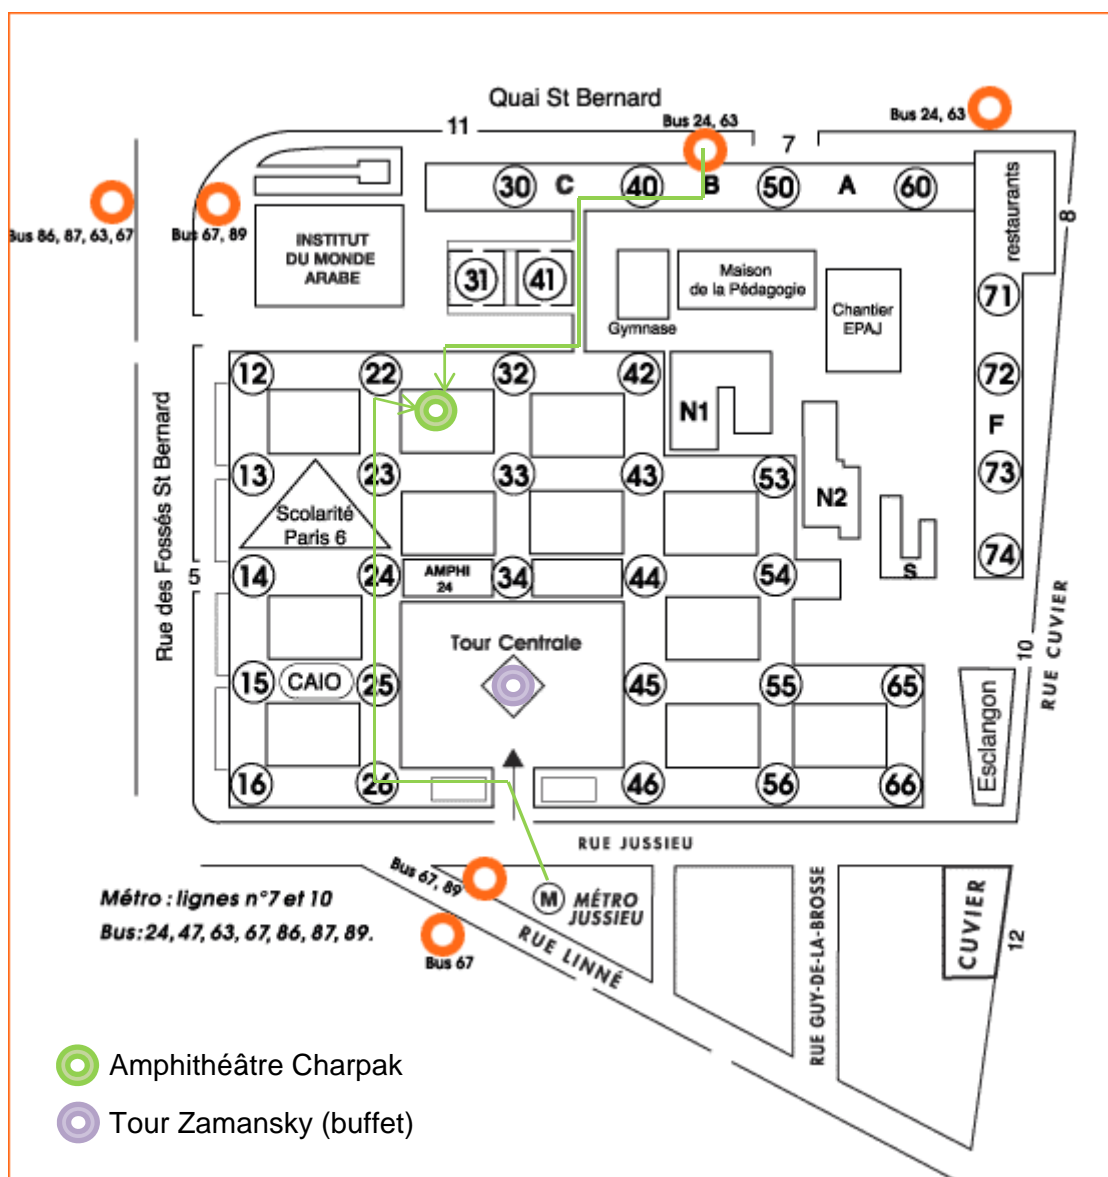 Quai St Bernard
11
Bus 24, 63
7
Bus 24, 63
30
C
40
B
50
A
60
restaurants
8
Bus 86, 87, 63, 67
Bus 67, 89
INSTITUT
DU MONDE
ARABE
31
41
Gymnase
Maison
de la Pédagogie
Chantier
EPAJ
71
12
22
32
42
N1
72
F
Rue des Fossés St Bernard
13
23
33
43
53
N2
73
Scolarité
Paris 6
5
14
24
AMPHI
24
34
44
54
S
74
Tour Centrale
15
CAIO
25
45
55
65
10
RUE CUVIER
Esclangon
16
26
46
56
66
RUE JUSSIEU
Bus 67, 89
M
MÉTRO
JUSSIEU
RUE LINNÉ
Bus 67
RUE GUY-DE-LA-BROSSE
CUVIER
12
Métro : lignes n°7 et 10
Bus: 24, 47, 63, 67, 86, 87, 89.
Amphithéâtre Charpak
Tour Zamansky (buffet)